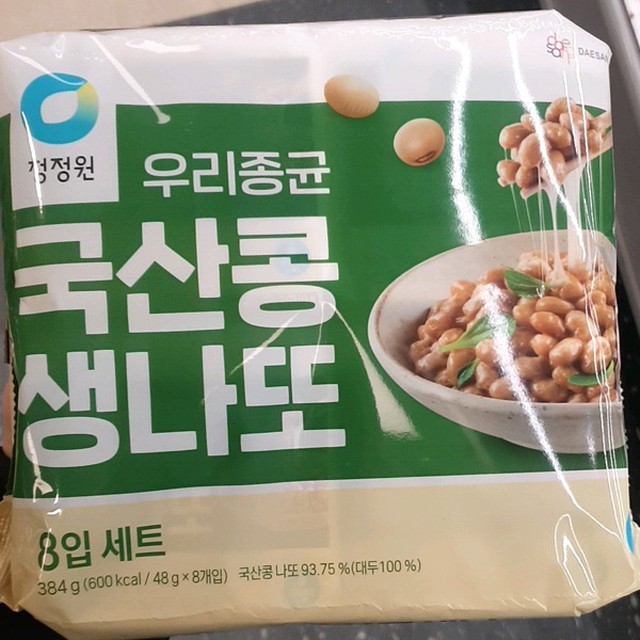 DAESANG
청정원
우리종균
국산콩
생나또
8입 세트
384 g (600 kcal / 48 g × 8개입) 국산콩 나또 93.75 % (대두100 %)